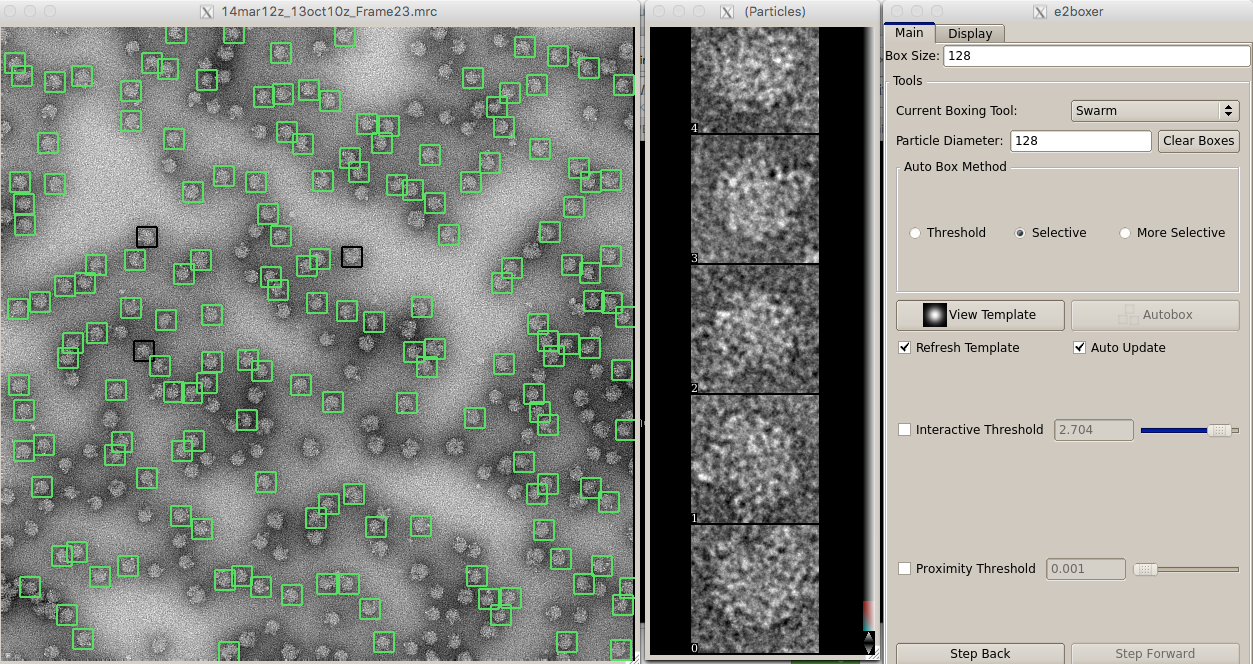 14mar12z_13oct10z_Frame23.mrc
(Particles)
4
3
2
1
0
e2boxer
Main Display
Box Size: 128
Tools
Current Boxing Tool: Swarm
Particle Diameter: 128 Clear Boxes
Auto Box Method
Threshold Selective More Selective
View Template Autobox
Refresh Template Auto Update
Interactive Threshold 2.704
Proximity Threshold 0.001
Step Back Step Forward